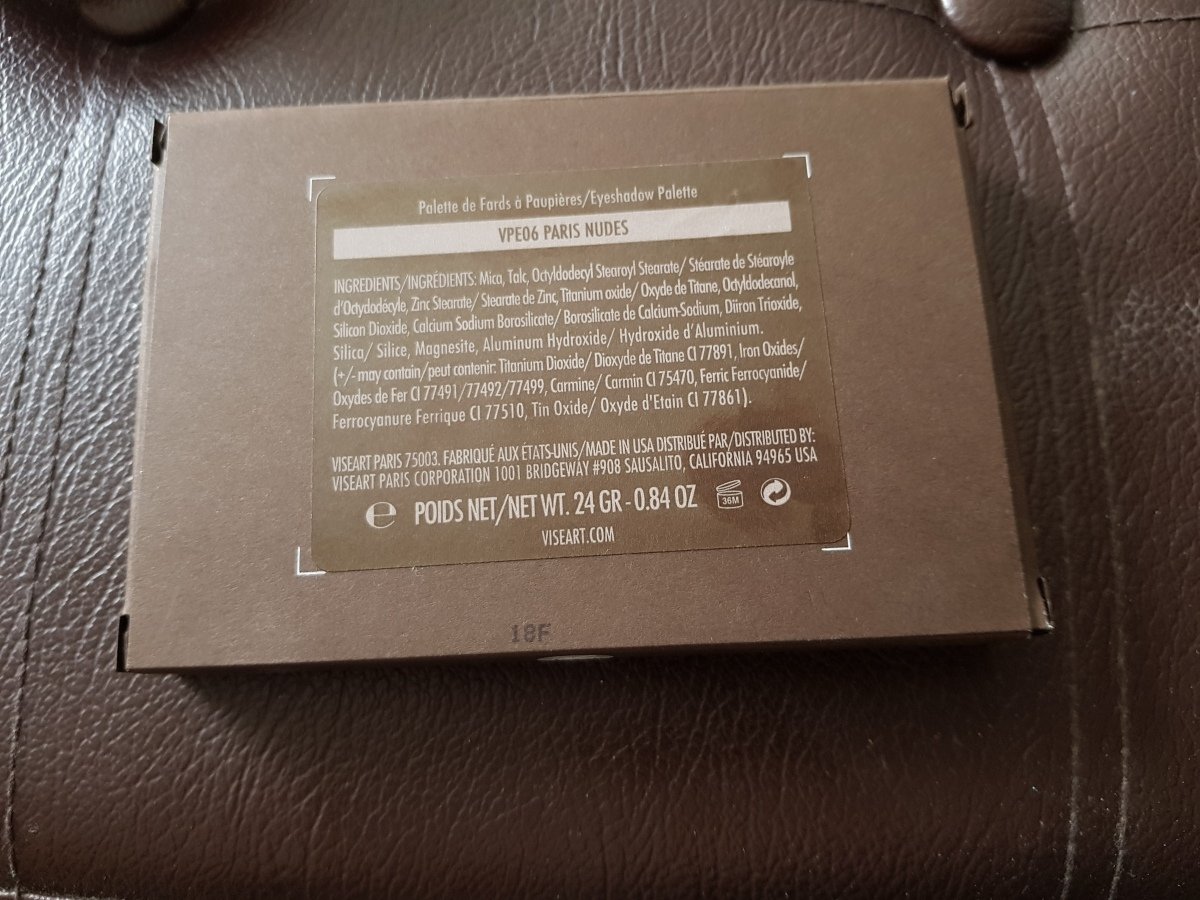 Palette de Fards à Paupières/Eyeshadow Palette
VPE06 PARIS NUDES
INGREDIENTS/INGRÉDIENTS: Mica, Talc, Octyldodecyl Stearoyl Stearate/ Stéarate de Stéaroyle
d'Octydodécyle, Zinc Stearate/ Stearate de Zinc, Titanium oxide/ Oxyde de Titane, Octyldodecanol,
Silicon Dioxide, Calcium Sodium Borosilicate/ Borosilicate de Calcium-Sodium, Diiron Trioxide,
Silica/ Silice, Magnesite, Aluminum Hydroxide/ Hydroxide d'Aluminium.
(+/- may contain/peut contenir: Titanium Dioxide/ Dioxyde de Titane CI 77891, Iron Oxides/
Oxydes de Fer CI 77491/77492/77499, Carmine/ Carmin CI 75470, Ferric Ferrocyanide/
Ferrocyanure Ferrique CI 77510, Tin Oxide/ Oxyde d'Etain CI 77861).
VISEART PARIS 75003. FABRIQUÉ AUX ÉTATS-UNIS/MADE IN USA DISTRIBUÉ PAR/DISTRIBUTED BY:
VISEART PARIS CORPORATION 1001 BRIDGEWAY #908 SAUSALITO, CALIFORNIA 94965 USA
℮ POIDS NET/NET WT. 24 GR - 0.84 OZ 36M
VISEART.COM
18F